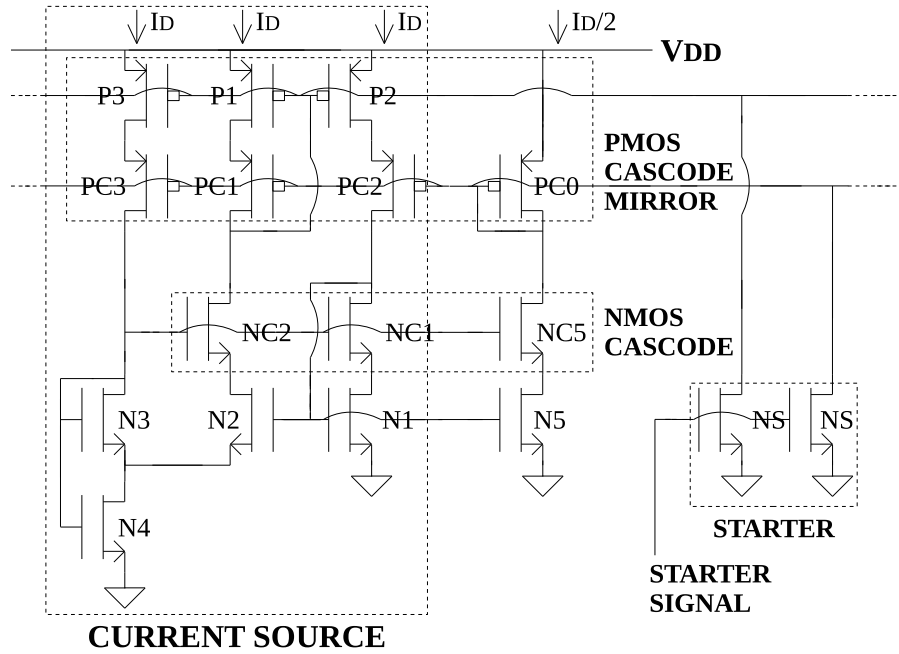 ID ID ID ID/2
VDD
P3 P1 P2
PMOS
CASCODE
MIRROR
PC3 PC1 PC2 PC0
NMOS
CASCODE
NC2 NC1 NC5
N3 N2 N1 N5 NS NS
N4
STARTER
STARTER
SIGNAL
CURRENT SOURCE